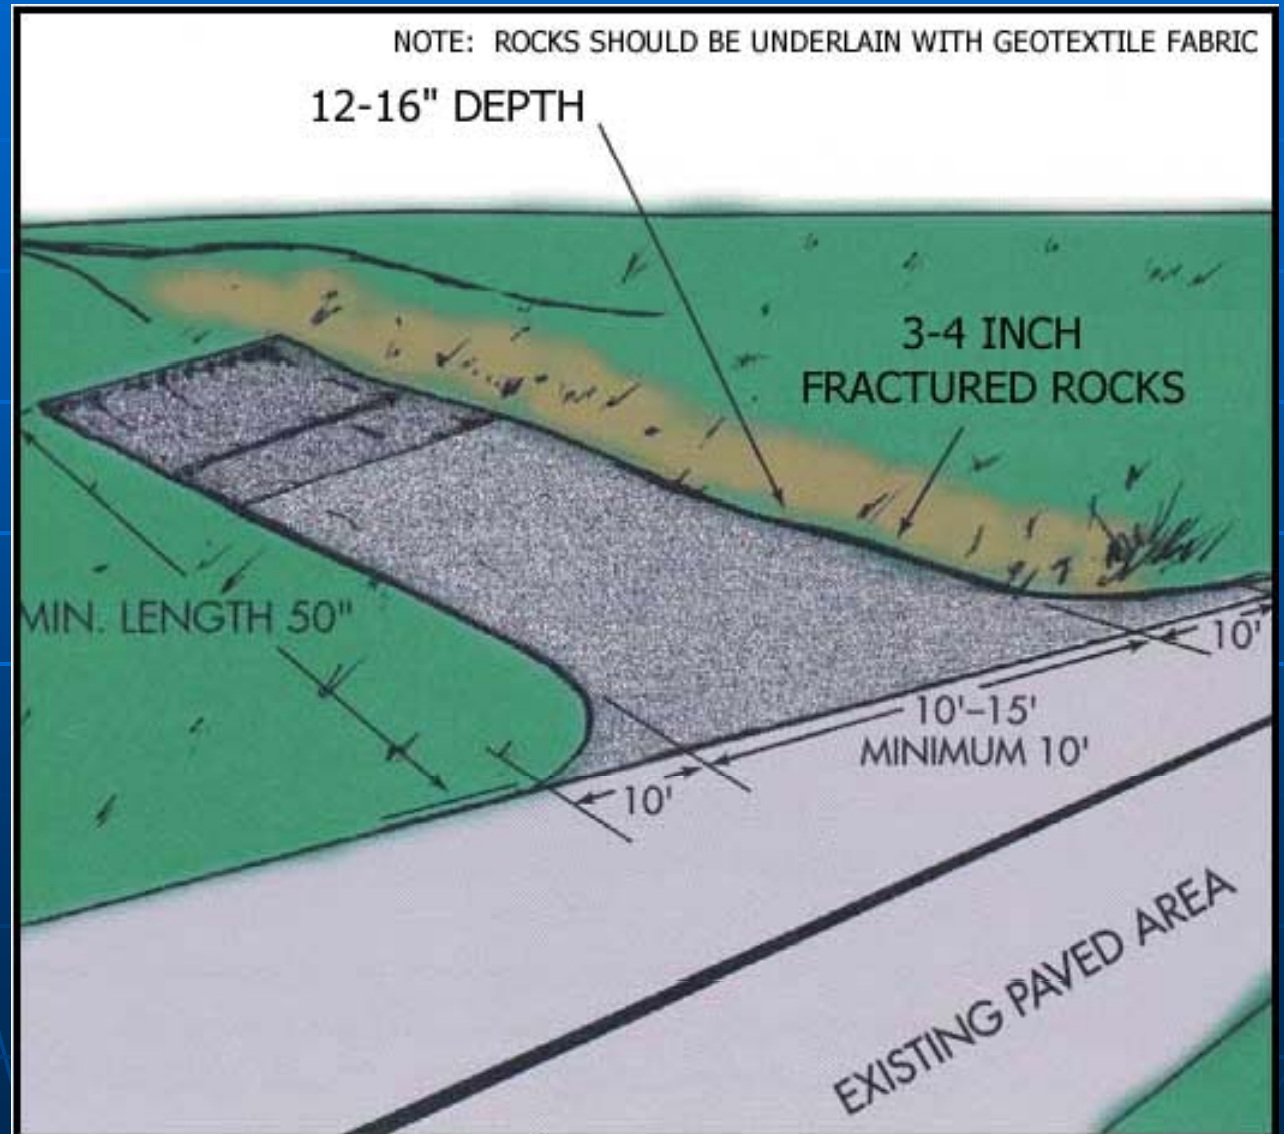 NOTE: ROCKS SHOULD BE UNDERLAIN WITH GEOTEXTILE FABRIC
12-16" DEPTH
3-4 INCH
FRACTURED ROCKS
MIN. LENGTH 50"
10'
10'-15'
MINIMUM 10'
10'
EXISTING PAVED AREA